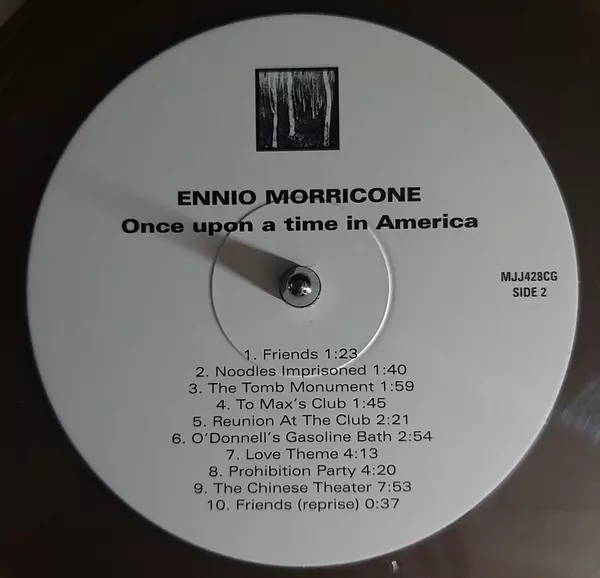 ENNIO MORRICONE
Once upon a time in America
MJJ428CG
SIDE 2
1. Friends 1:23
2. Noodles Imprisoned 1:40
3. The Tomb Monument 1:59
4. To Max's Club 1:45
5. Reunion At The Club 2:21
6. O'Donnell's Gasoline Bath 2:54
7. Love Theme 4:13
8. Prohibition Party 4:20
9. The Chinese Theater 7:53
10. Friends (reprise) 0:37